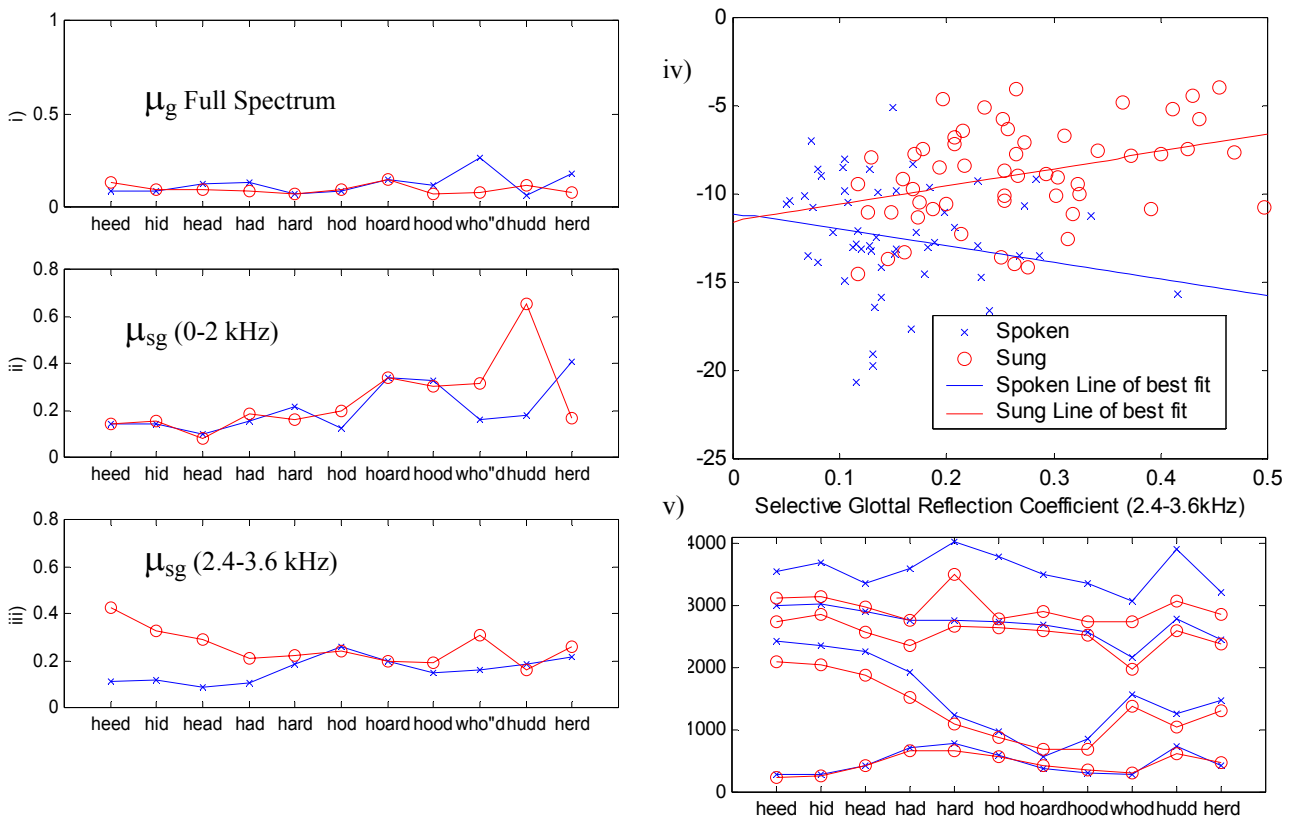 i)
1
0.5
0
μg Full Spectrum
heed hid head had hard hod hoard hood who"d hudd herd
ii)
0.8
0.6
0.4
0.2
0
μsg (0-2 kHz)
heed hid head had hard hod hoard hood who"d hudd herd
iii)
0.8
0.6
0.4
0.2
0
μsg (2.4-3.6 kHz)
heed hid head had hard hod hoard hood who"d hudd herd
iv)
0
-5
-10
-15
-20
-25
Spoken
Sung
Spoken Line of best fit
Sung Line of best fit
0 0.1 0.2 0.3 0.4 0.5
Selective Glottal Reflection Coefficient (2.4-3.6kHz)
v)
4000
3000
2000
1000
0
heed hid head had hard hod hoard hood whod hudd herd